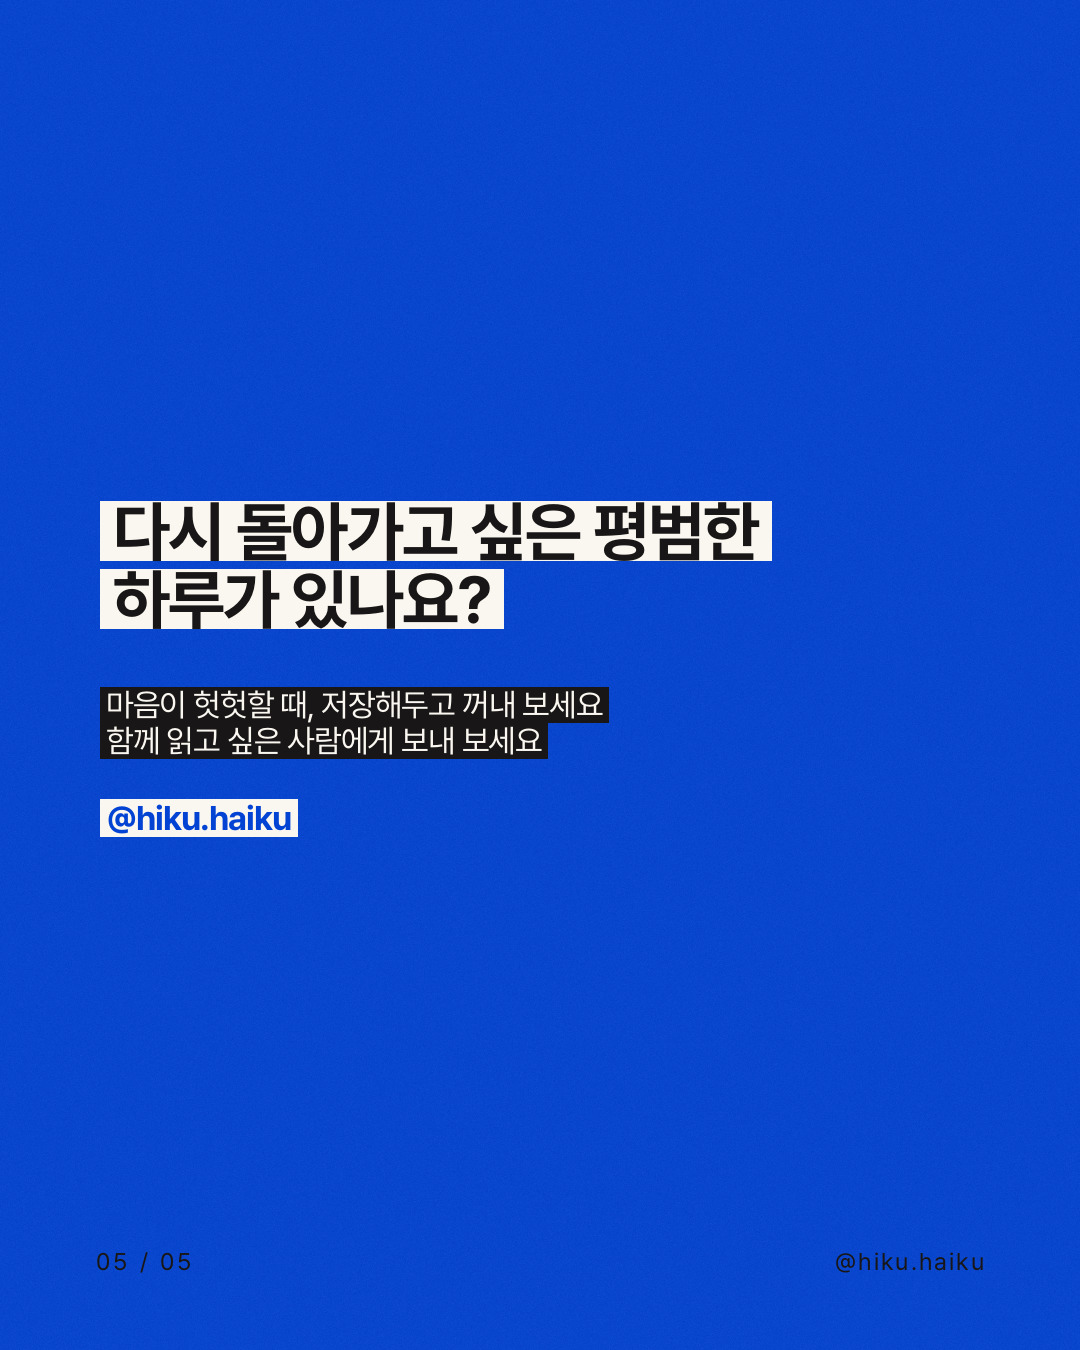 다시 돌아가고 싶은 평범한
하루가 있나요?
마음이 헛헛할 때, 저장해두고 꺼내 보세요
함께 읽고 싶은 사람에게 보내 보세요
@hiku.haiku
05 / 05
@hiku.haiku